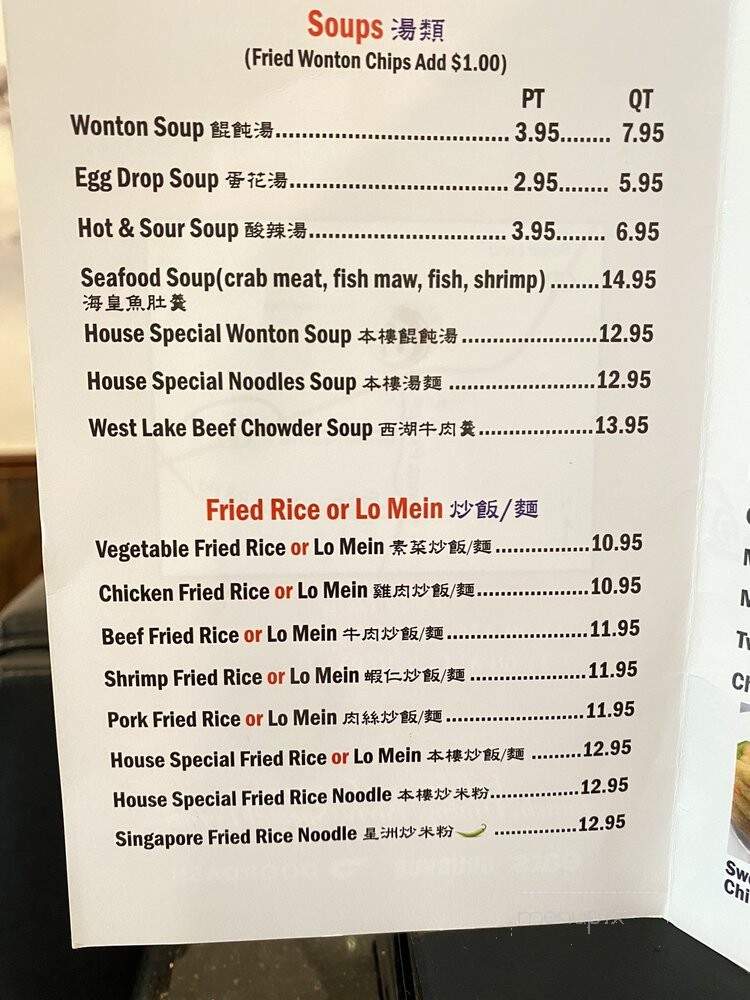 Soups 湯類
(Fried Wonton Chips Add $1.00)
PT QT
Wonton Soup 餛飩湯.................................. 3.95........ 7.95
Egg Drop Soup 蛋花湯................................ 2.95........ 5.95
Hot & Sour Soup 酸辣湯............................. 3.95........ 6.95
Seafood Soup(crab meat, fish maw, fish, shrimp) ........14.95
海皇魚肚羹
House Special Wonton Soup 本樓餛飩湯......................12.95
House Special Noodles Soup 本樓湯麵 ........................12.95
West Lake Beef Chowder Soup 西湖牛肉羹....................13.95
Fried Rice or Lo Mein 炒飯/麵
Vegetable Fried Rice or Lo Mein 素菜炒飯/麵................10.95
Chicken Fried Rice or Lo Mein 雞肉炒飯/麵...................10.95
Beef Fried Rice or Lo Mein 牛肉炒飯/麵........................11.95
Shrimp Fried Rice or Lo Mein 蝦仁炒飯/麵 ....................11.95
Pork Fried Rice or Lo Mein 肉絲炒飯/麵 .......................11.95
House Special Fried Rice or Lo Mein 本樓炒飯/麵 .........12.95
House Special Fried Rice Noodle 本樓炒米粉................12.95
Singapore Fried Rice Noodle 星洲炒米粉 ...............12.95
menupix